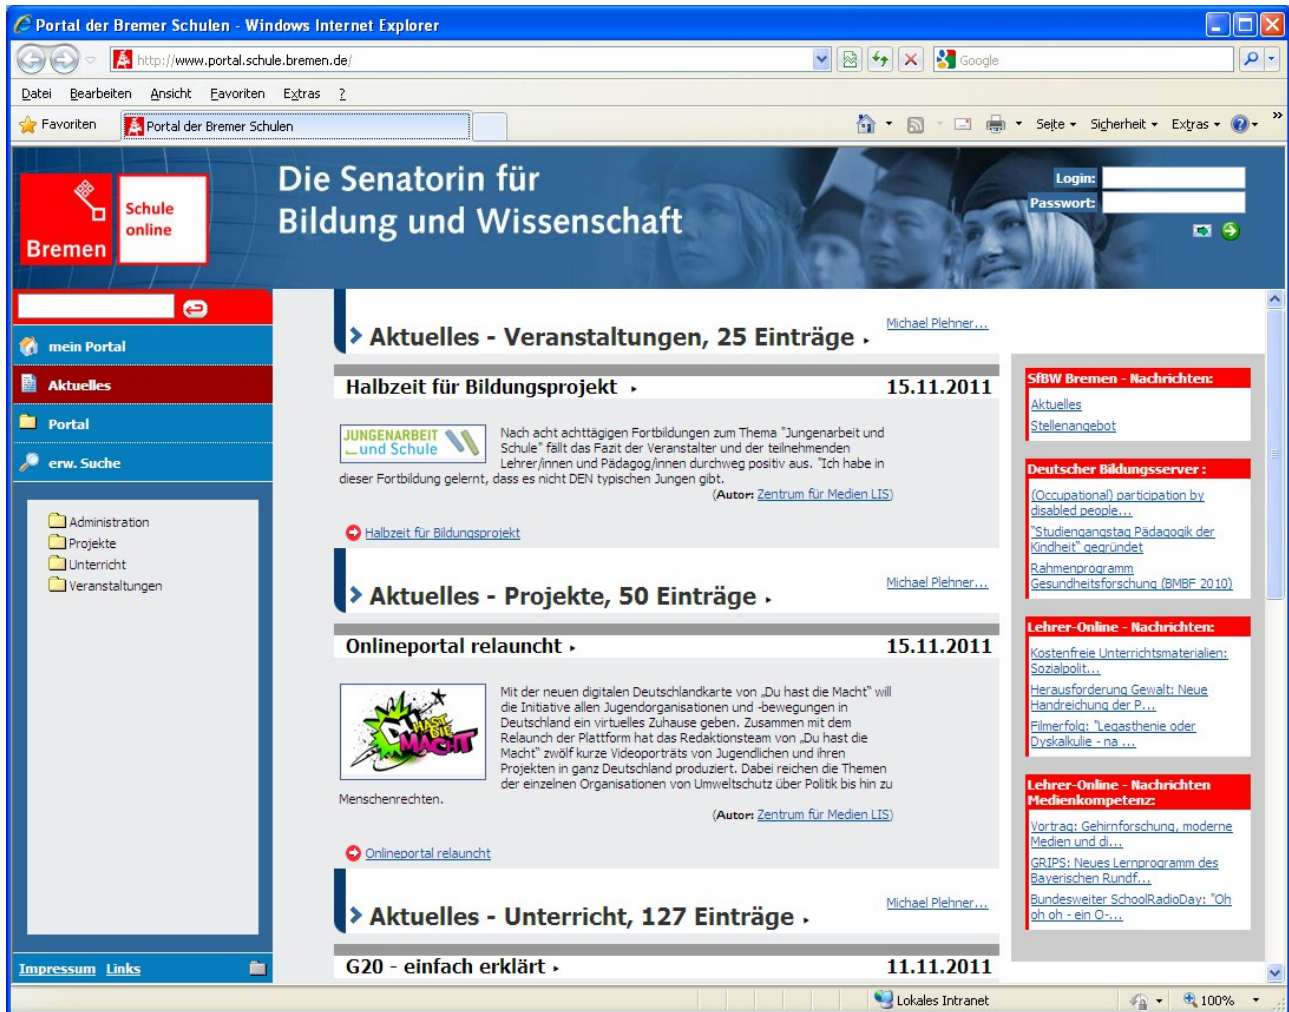 Portal der Bremer Schulen - Windows Internet Explorer
http://www.portal.schule.bremen.de/
Google
Datei Bearbeiten Ansicht Favoriten Extras ?
Favoriten
Portal der Bremer Schulen
Seite
Sicherheit
Extras
Bremen
Schule
online
Die Senatorin für
Bildung und Wissenschaft
Login:
Passwort:
mein Portal
Aktuelles
Portal
erw. Suche
Administration
Projekte
Unterricht
Veranstaltungen
Impressum Links
Aktuelles - Veranstaltungen, 25 Einträge
Michael Plehner...
Halbzeit für Bildungsprojekt 15.11.2011
JUNGENARBEIT
und Schule
Nach acht achttägigen Fortbildungen zum Thema "Jungenarbeit und
Schule" fällt das Fazit der Veranstalter und der teilnehmenden
Lehrer/innen und Pädagog/innen durchweg positiv aus. "Ich habe in
dieser Fortbildung gelernt, dass es nicht DEN typischen Jungen gibt.
(Autor: Zentrum für Medien LIS)
Halbzeit für Bildungsprojekt
Aktuelles - Projekte, 50 Einträge
Michael Plehner...
Onlineportal relauncht 15.11.2011
DU HAST DIE MACHT
Mit der neuen digitalen Deutschlandkarte von „Du hast die Macht" will
die Initiative allen Jugendorganisationen und -bewegungen in
Deutschland ein virtuelles Zuhause geben. Zusammen mit dem
Relaunch der Plattform hat das Redaktionsteam von „Du hast die
Macht" zwölf kurze Videoporträts von Jugendlichen und ihren
Projekten in ganz Deutschland produziert. Dabei reichen die Themen
der einzelnen Organisationen von Umweltschutz über Politik bis hin zu
Menschenrechten.
(Autor: Zentrum für Medien LIS)
Onlineportal relauncht
Aktuelles - Unterricht, 127 Einträge
Michael Plehner...
G20 - einfach erklärt 11.11.2011
SfBW Bremen - Nachrichten:
Aktuelles
Stellenangebot
Deutscher Bildungsserver :
(Occupational) participation by
disabled people...
"Studiengangstag Pädagogik der
Kindheit" gegründet
Rahmenprogramm
Gesundheitsforschung (BMBF 2010)
Lehrer-Online - Nachrichten:
Kostenfreie Unterrichtsmaterialien:
Sozialpolit...
Herausforderung Gewalt: Neue
Handreichung der P...
Filmerfolg: "Legasthenie oder
Dyskalkulie - na ...
Lehrer-Online - Nachrichten
Medienkompetenz:
Vortrag: Gehirnforschung, moderne
Medien und di...
GRIPS: Neues Lernprogramm des
Bayerischen Rundf...
Bundesweiter SchoolRadioDay: "Oh
oh oh - ein O-...
Lokales Intranet
100%